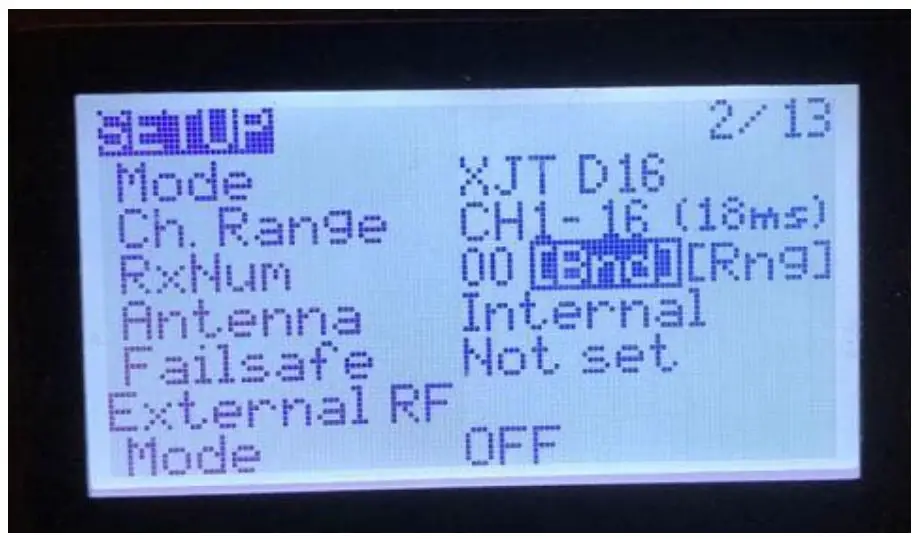 SETUP 2/13
Mode XJT D16
Ch. Range CH1-16 (18ms)
RxNum 00 [Bnd] [Rng]
Antenna Internal
Failsafe Not set
External RF
Mode OFF